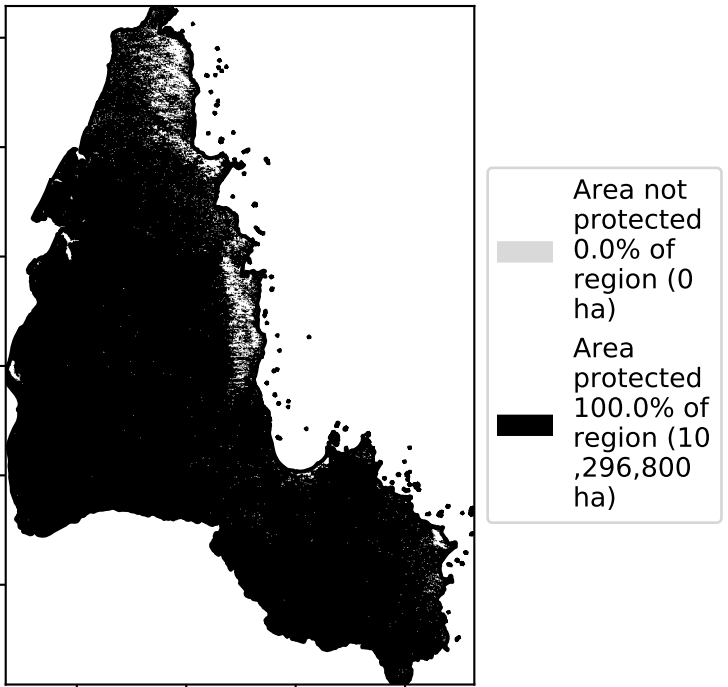 Area not
protected
0.0% of
region (0
ha)
Area
protected
100.0% of
region (10
,296,800
ha)